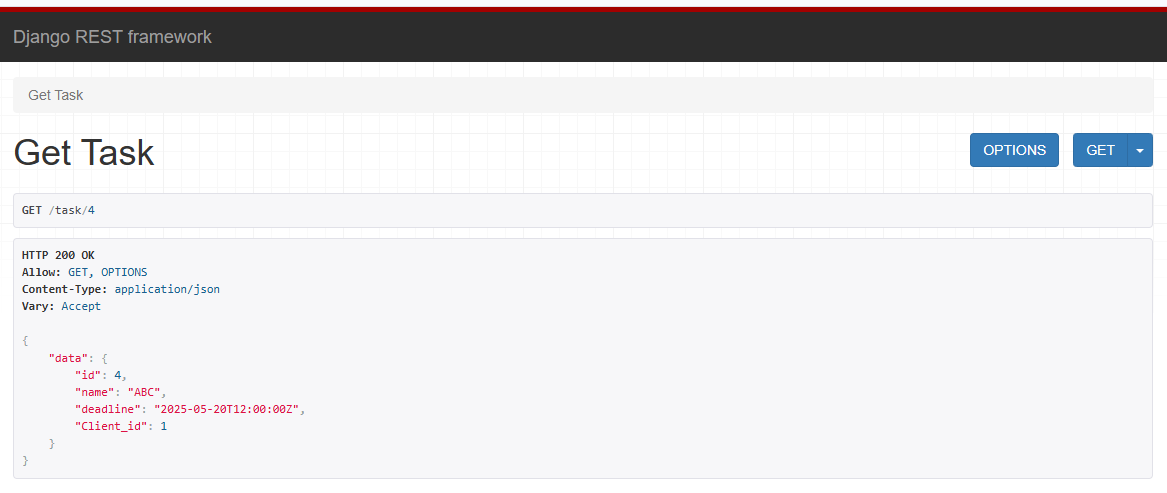 Django REST framework
Get Task
Get Task
OPTIONS
GET
GET /task/4
HTTP 200 OK
Allow: GET, OPTIONS
Content-Type: application/json
Vary: Accept
{
    "data": {
        "id": 4,
        "name": "ABC",
        "deadline": "2025-05-20T12:00:00Z",
        "Client_id": 1
    }
}